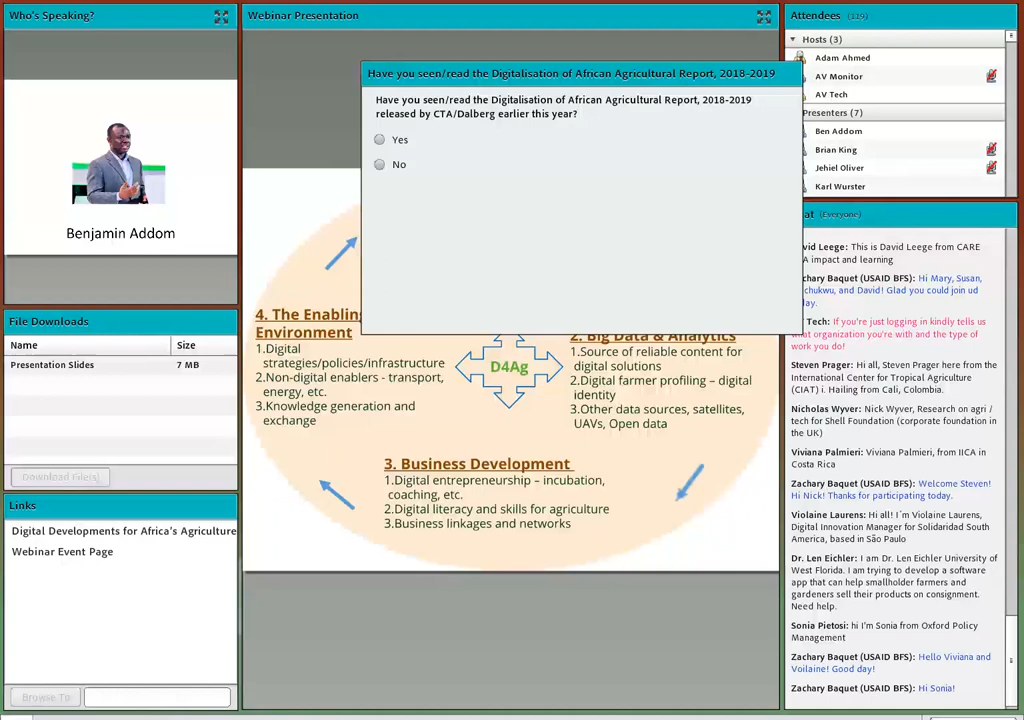 Who's Speaking?
Benjamin Addom
File Downloads
Name Size
Presentation Slides 7 MB
Download File(s)
Links
Digital Developments for Africa's Agriculture
Webinar Event Page
Browse To
Webinar Presentation
Have you seen/read the Digitalisation of African Agricultural Report, 2018-2019
Have you seen/read the Digitalisation of African Agricultural Report, 2018-2019
released by CTA/Dalberg earlier this year?
Yes
No
4. The Enabling
Environment
1.Digital
strategies/policies/infrastructure
2.Non-digital enablers - transport,
energy, etc.
3.Knowledge generation and
exchange
D4Ag
2. Big Data & Analytics
1.Source of reliable content for
digital solutions
2.Digital farmer profiling – digital
identity
3.Other data sources, satellites,
UAVs, Open data
3. Business Development
1.Digital entrepreneurship – incubation,
coaching, etc.
2.Digital literacy and skills for agriculture
3.Business linkages and networks
Attendees (119)
Hosts (3)
Adam Ahmed
AV Monitor
AV Tech
Presenters (7)
Ben Addom
Brian King
Jehiel Oliver
Karl Wurster
at (Everyone)
vid Leege: This is David Leege from CARE
A impact and learning
chary Baquet (USAID BFS): Hi Mary, Susan,
chukwu, and David! Glad you could join ud
day.
Tech: If you're just logging in kindly tells us
what organization you're with and the type of
work you do!
Steven Prager: Hi all, Steven Prager here from the
International Center for Tropical Agriculture
(CIAT) i. Hailing from Cali, Colombia.
Nicholas Wyver: Nick Wyver, Research on agri /
tech for Shell Foundation (corporate foundation in
the UK)
Viviana Palmieri: Viviana Palmieri, from IICA in
Costa Rica
Zachary Baquet (USAID BFS): Welcome Steven!
Hi Nick! Thanks for participating today.
Violaine Laurens: Hi all! I´m Violaine Laurens,
Digital Innovation Manager for Solidaridad South
America, based in São Paulo
Dr. Len Eichler: I am Dr. Len Eichler University of
West Florida. I am trying to develop a software
app that can help smallholder farmers and
gardeners sell their products on consignment.
Need help.
Sonia Pietosi: hi I'm Sonia from Oxford Policy
Management
Zachary Baquet (USAID BFS): Hello Viviana and
Voilaine! Good day!
Zachary Baquet (USAID BFS): Hi Sonia!